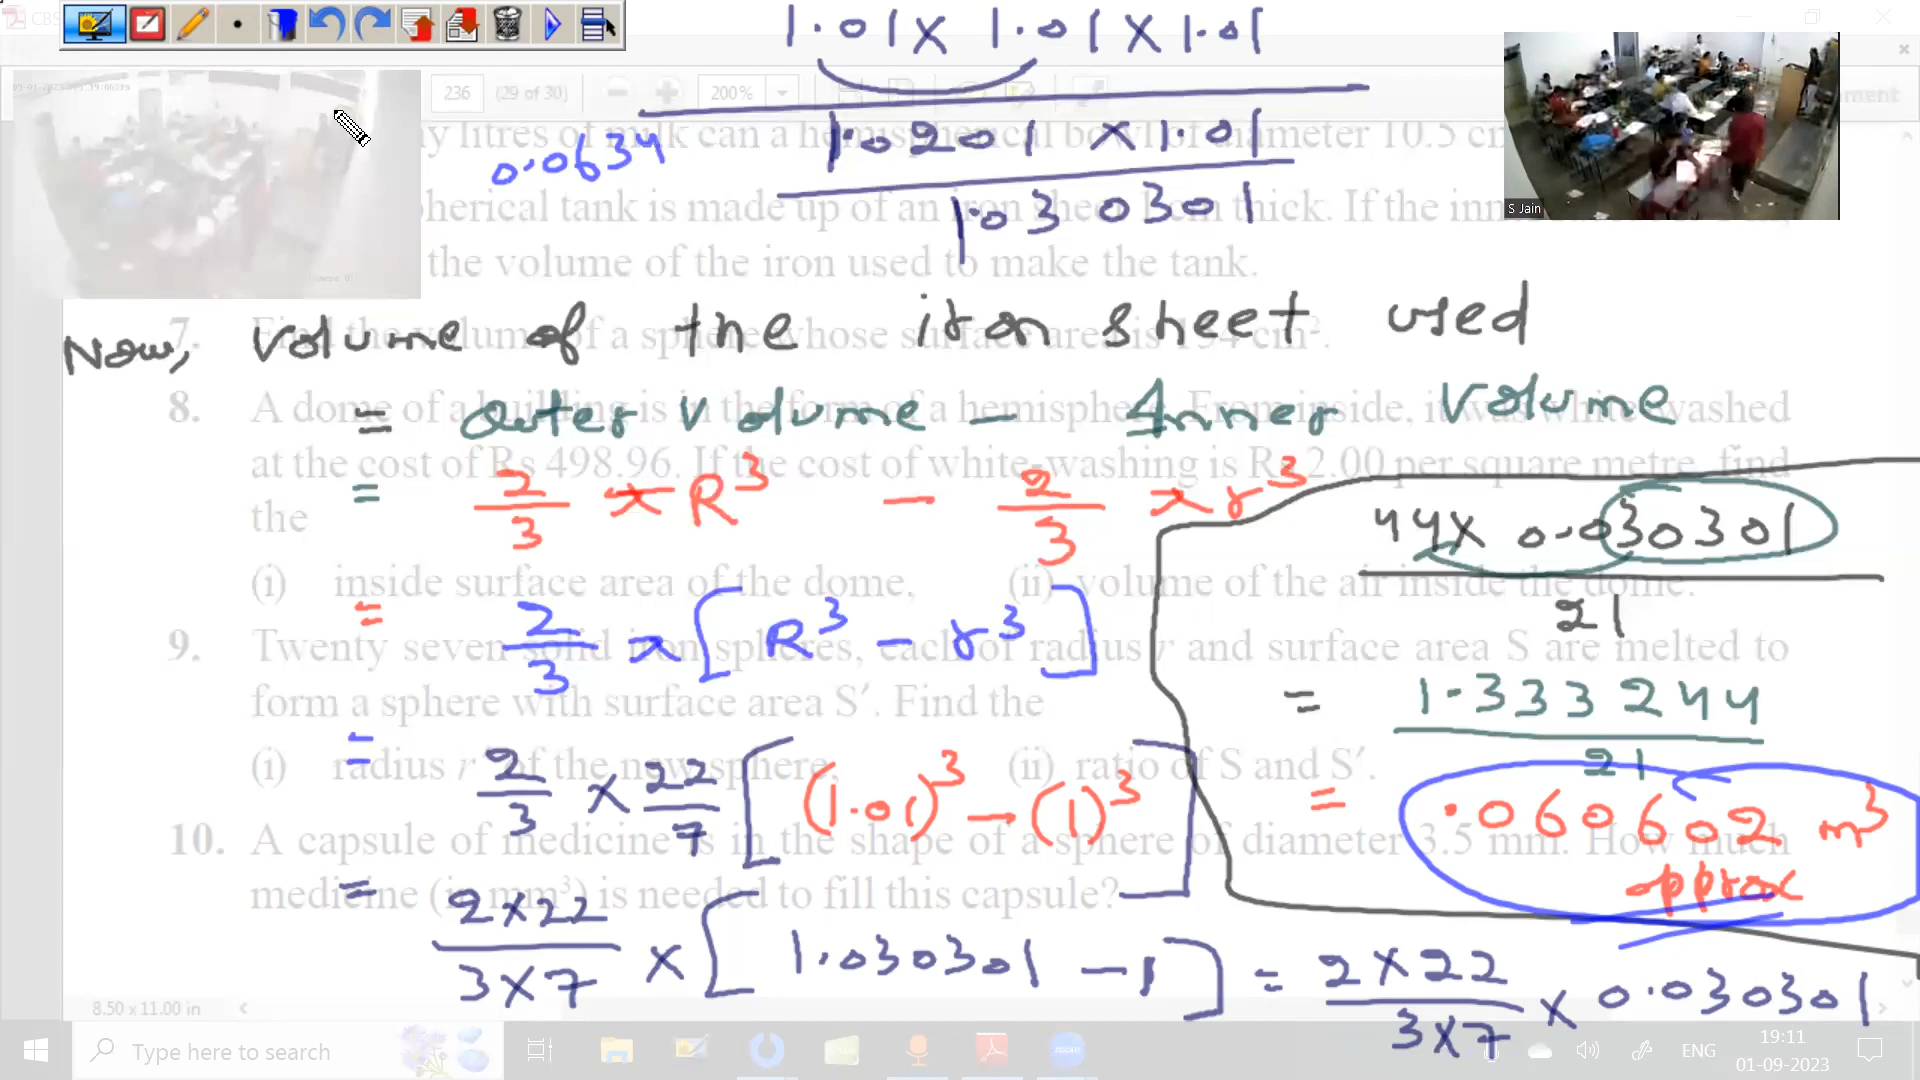 1.01 × 1.01 × 1.01
236 (29 of 30) 200%
0.0634
1.0201 × 1.01
1.030301
S Jain
y litres of milk can a hemispherical bowl of diameter 10.5 cm
herical tank is made up of an iron sheet 1 cm thick. If the inn
the volume of the iron used to make the tank.
Now, volume of the iron sheet used
7. Find the volume of a sphere whose surface area is 154 cm².
= Outer Volume – Inner Volume
8. A dome of a building is in the form of a hemisphere. From inside, it was white-washed
at the cost of Rs 498.96. If the cost of white-washing is Rs 2.00 per square metre, find
the
= 2/3 π R³ – 2/3 π r³
(i) inside surface area of the dome, (ii) volume of the air inside the dome.
= 2/3 π [ R³ – r³ ]
9. Twenty seven solid iron spheres, each of radius r and surface area S are melted to
form a sphere with surface area S′. Find the
(i) radius r′ of the new sphere, (ii) ratio of S and S′.
= 2/3 × 22/7 [ (1.01)³ – (1)³ ]
10. A capsule of medicine is in the shape of a sphere of diameter 3.5 mm. How much
medicine (in mm³) is needed to fill this capsule?
= 2×22/3×7 × [ 1.030301 – 1 ] = 2×22/3×7 × 0.030301
44× 0.030301
21
= 1.333244
21
= .060602 m³
approx
8.50 x 11.00 in
Type here to search
ENG
19:11
01-09-2023